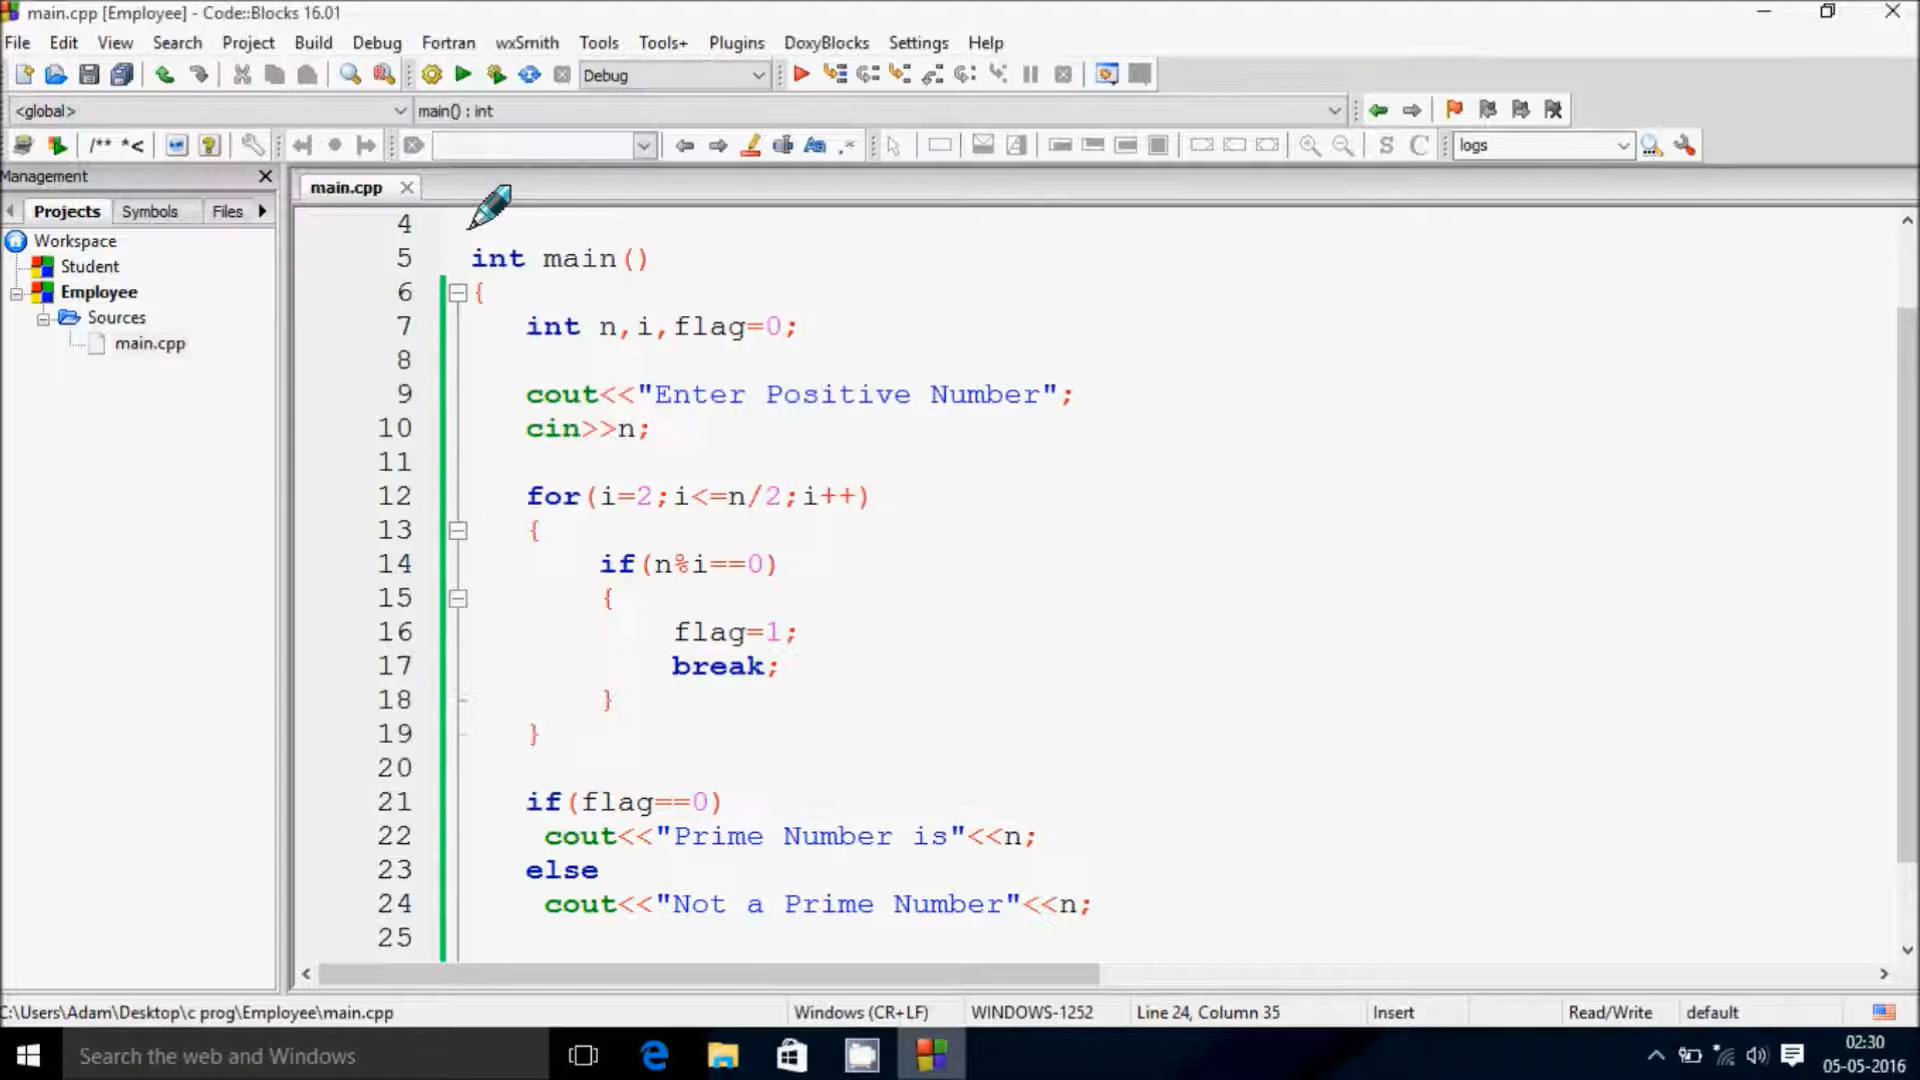 main.cpp [Employee] - Code::Blocks 16.01
File Edit View Search Project Build Debug Fortran wxSmith Tools Tools+ Plugins DoxyBlocks Settings Help
Debug
<global> main() : int
/** *< logs
Management
main.cpp
Projects Symbols Files
Workspace
Student
Employee
Sources
main.cpp
4
5 int main()
6 {
7 int n,i,flag=0;
8
9 cout<<"Enter Positive Number";
10 cin>>n;
11
12 for(i=2;i<=n/2;i++)
13 {
14 if(n%i==0)
15 {
16 flag=1;
17 break;
18 }
19 }
20
21 if(flag==0)
22 cout<<"Prime Number is"<<n;
23 else
24 cout<<"Not a Prime Number"<<n;
25
C:\Users\Adam\Desktop\c prog\Employee\main.cpp Windows (CR+LF) WINDOWS-1252 Line 24, Column 35 Insert Read/Write default
Search the web and Windows
02:30
05-05-2016